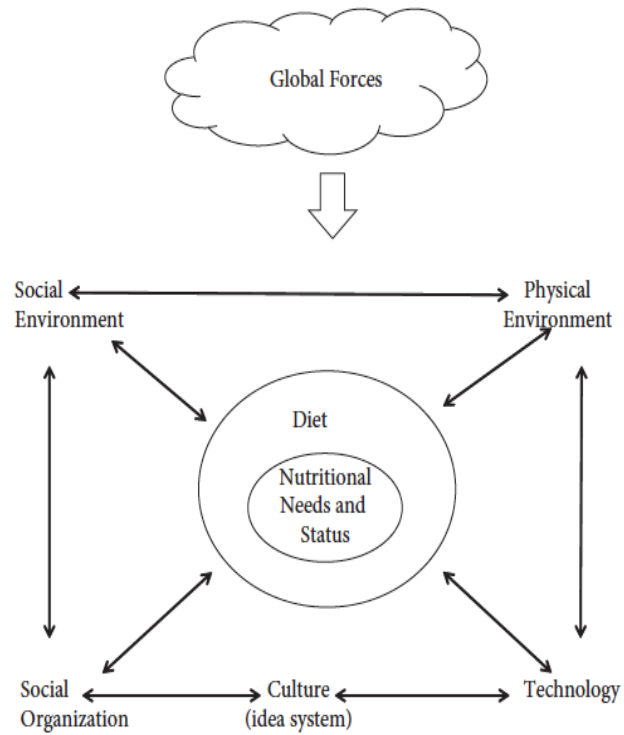 Global Forces
Social
Environment
Physical
Environment
Diet
Nutritional
Needs and
Status
Social
Organization
Culture
(idea system)
Technology